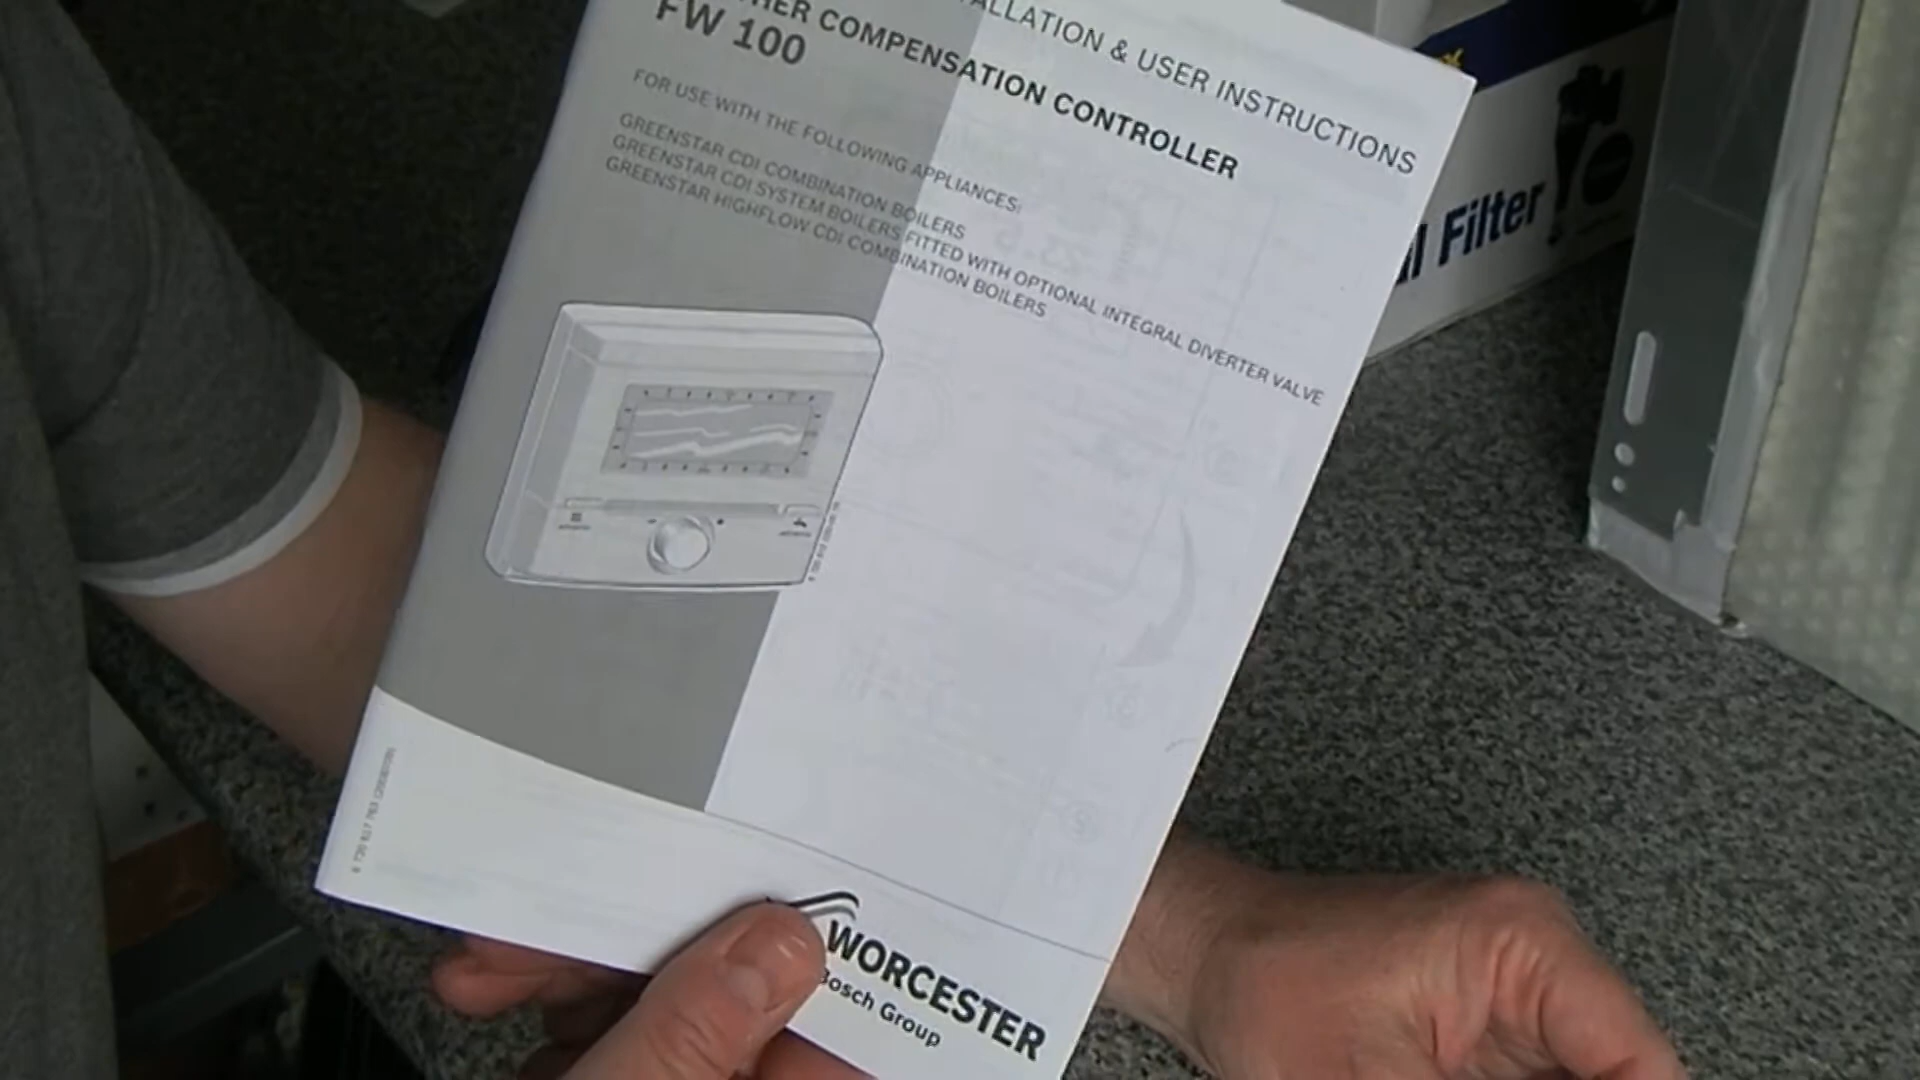 ALLATION & USER INSTRUCTIONS
HER COMPENSATION CONTROLLER
FW 100
FOR USE WITH THE FOLLOWING APPLIANCES:
GREENSTAR CDI COMBINATION BOILERS
GREENSTAR CDI SYSTEM BOILERS FITTED WITH OPTIONAL INTEGRAL DIVERTER VALVE
GREENSTAR HIGHFLOW CDI COMBINATION BOILERS
WORCESTER
Bosch Group
l Filter